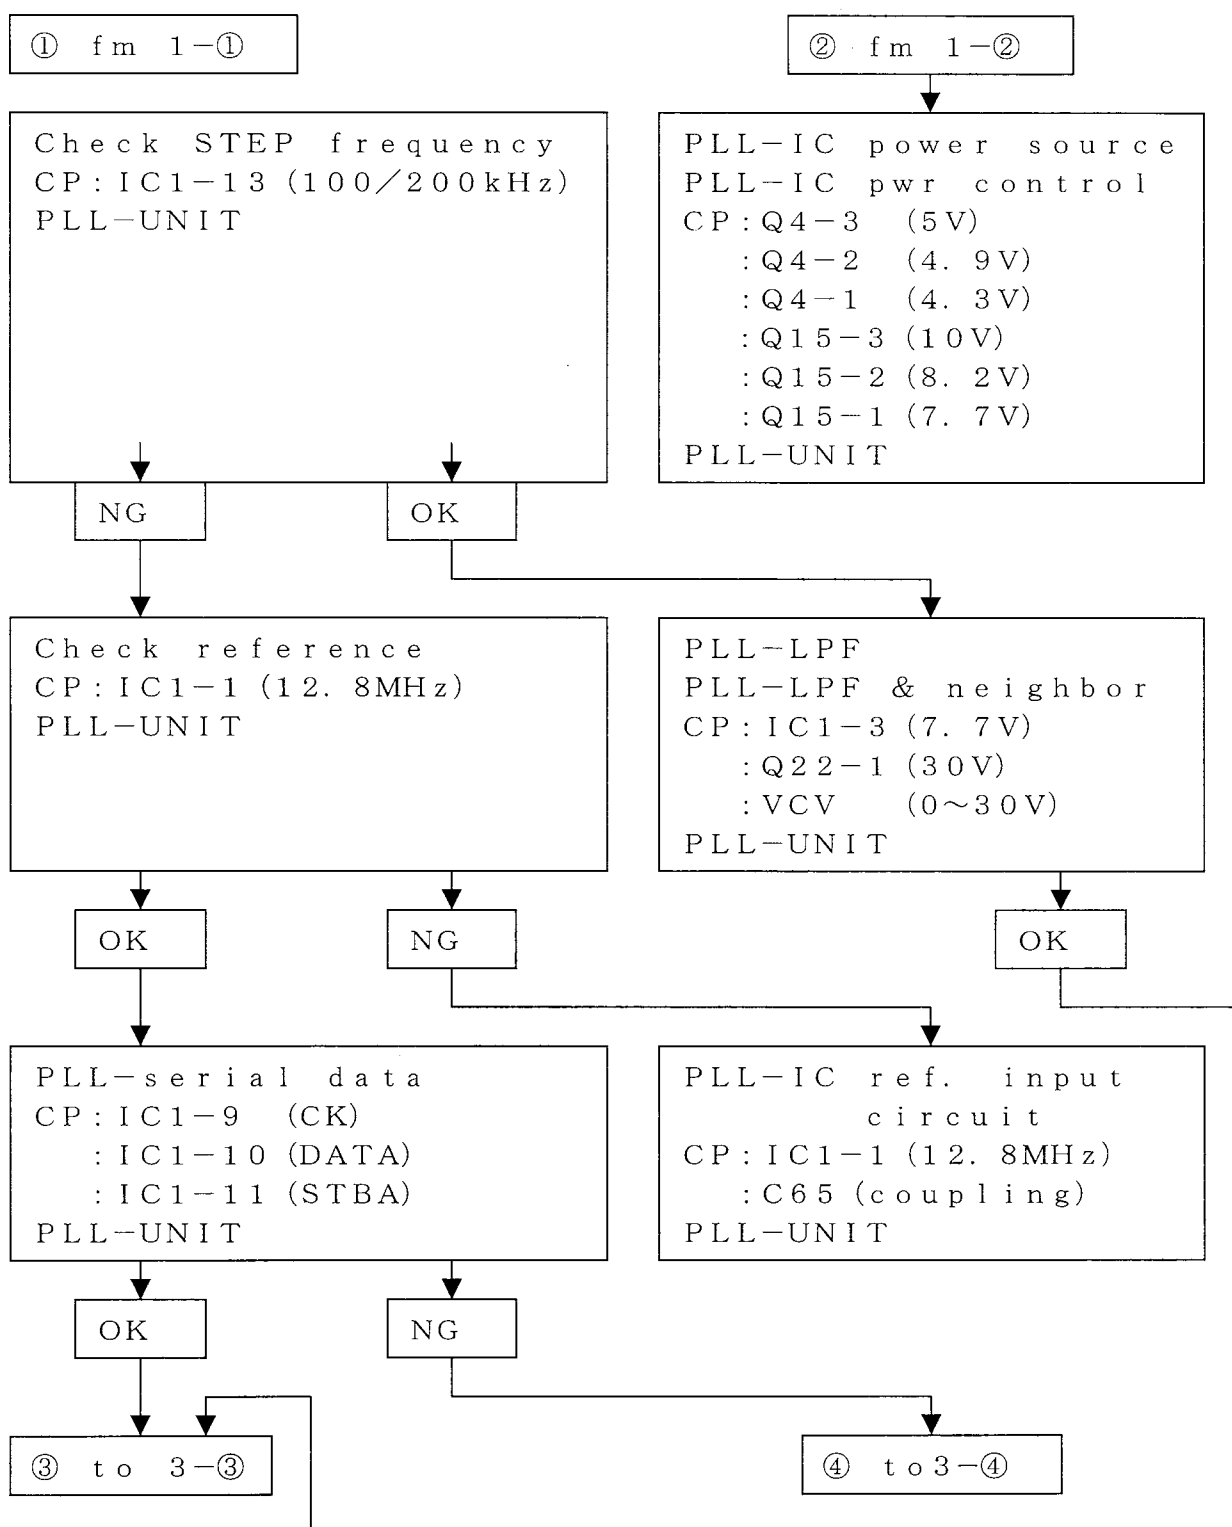 ① fm 1-①
② fm 1-②
Check STEP frequency
CP:IC1-13 (100/200kHz)
PLL-UNIT
PLL-IC power source
PLL-IC pwr control
CP:Q4-3 (5V)
:Q4-2 (4.9V)
:Q4-1 (4.3V)
:Q15-3 (10V)
:Q15-2 (8.2V)
:Q15-1 (7.7V)
PLL-UNIT
NG
OK
Check reference
CP:IC1-1 (12.8MHz)
PLL-UNIT
PLL-LPF
PLL-LPF & neighbor
CP:IC1-3 (7.7V)
:Q22-1 (30V)
:VCV (0~30V)
PLL-UNIT
OK
NG
OK
PLL-serial data
CP:IC1-9 (CK)
:IC1-10 (DATA)
:IC1-11 (STBA)
PLL-UNIT
PLL-IC ref. input
circuit
CP:IC1-1 (12.8MHz)
:C65 (coupling)
PLL-UNIT
OK
NG
③ to 3-③
④ to3-④